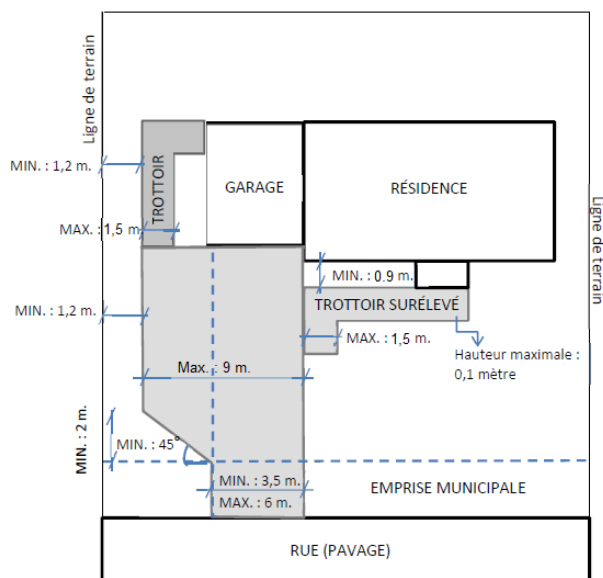 Ligne de terrain
MIN. : 1,2 m.
TROTTOIR
GARAGE
RÉSIDENCE
Ligne de terrain
MAX. : 1,5 m.
MIN. : 0.9 m.
TROTTOIR SURÉLEVÉ
MIN. : 1,2 m.
MAX. : 1,5 m.
Hauteur maximale :
0,1 mètre
Max. : 9 m.
MIN. : 2 m.
MIN. : 45°
MIN. : 3,5 m.
MAX. : 6 m.
EMPRISE MUNICIPALE
RUE (PAVAGE)